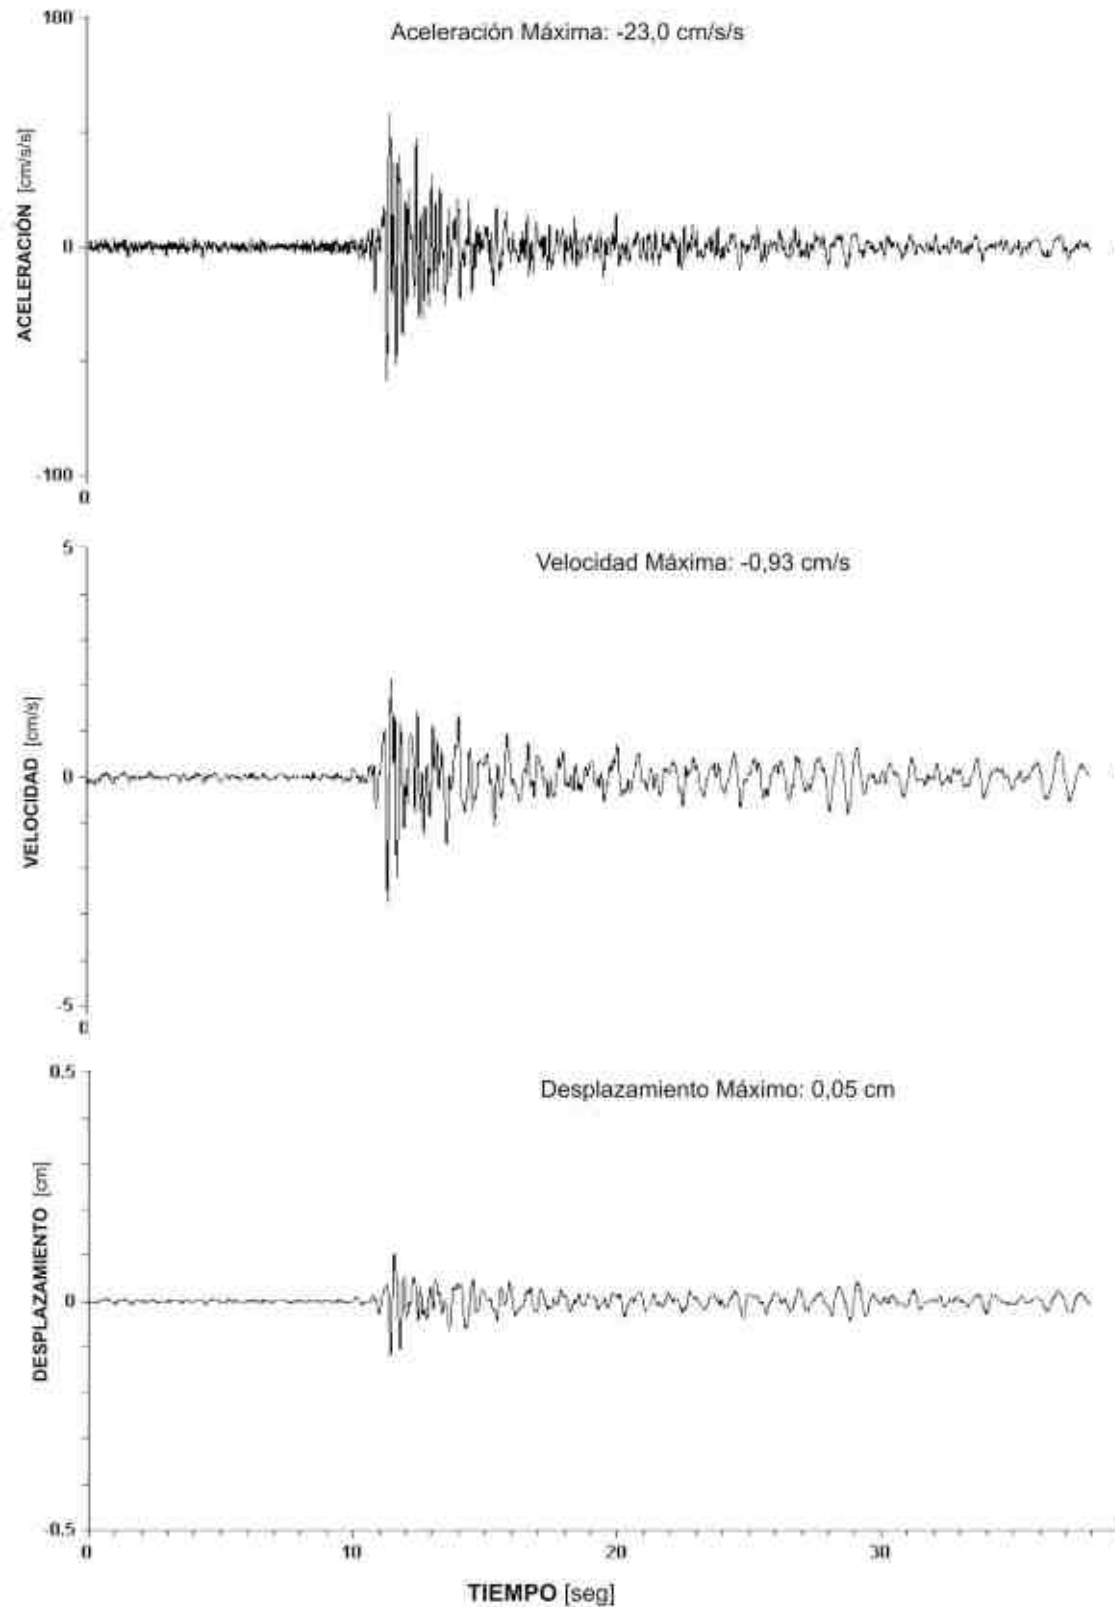 100
Aceleración Máxima: -23,0 cm/s/s
ACELERACIÓN [cm/s/s]
0
-100
0
5
Velocidad Máxima: -0,93 cm/s
VELOCIDAD [cm/s]
0
-5
0
0.5
Desplazamiento Máximo: 0,05 cm
DESPLAZAMIENTO [cm]
0
-0.5
0 10 20 30
TIEMPO [seg]